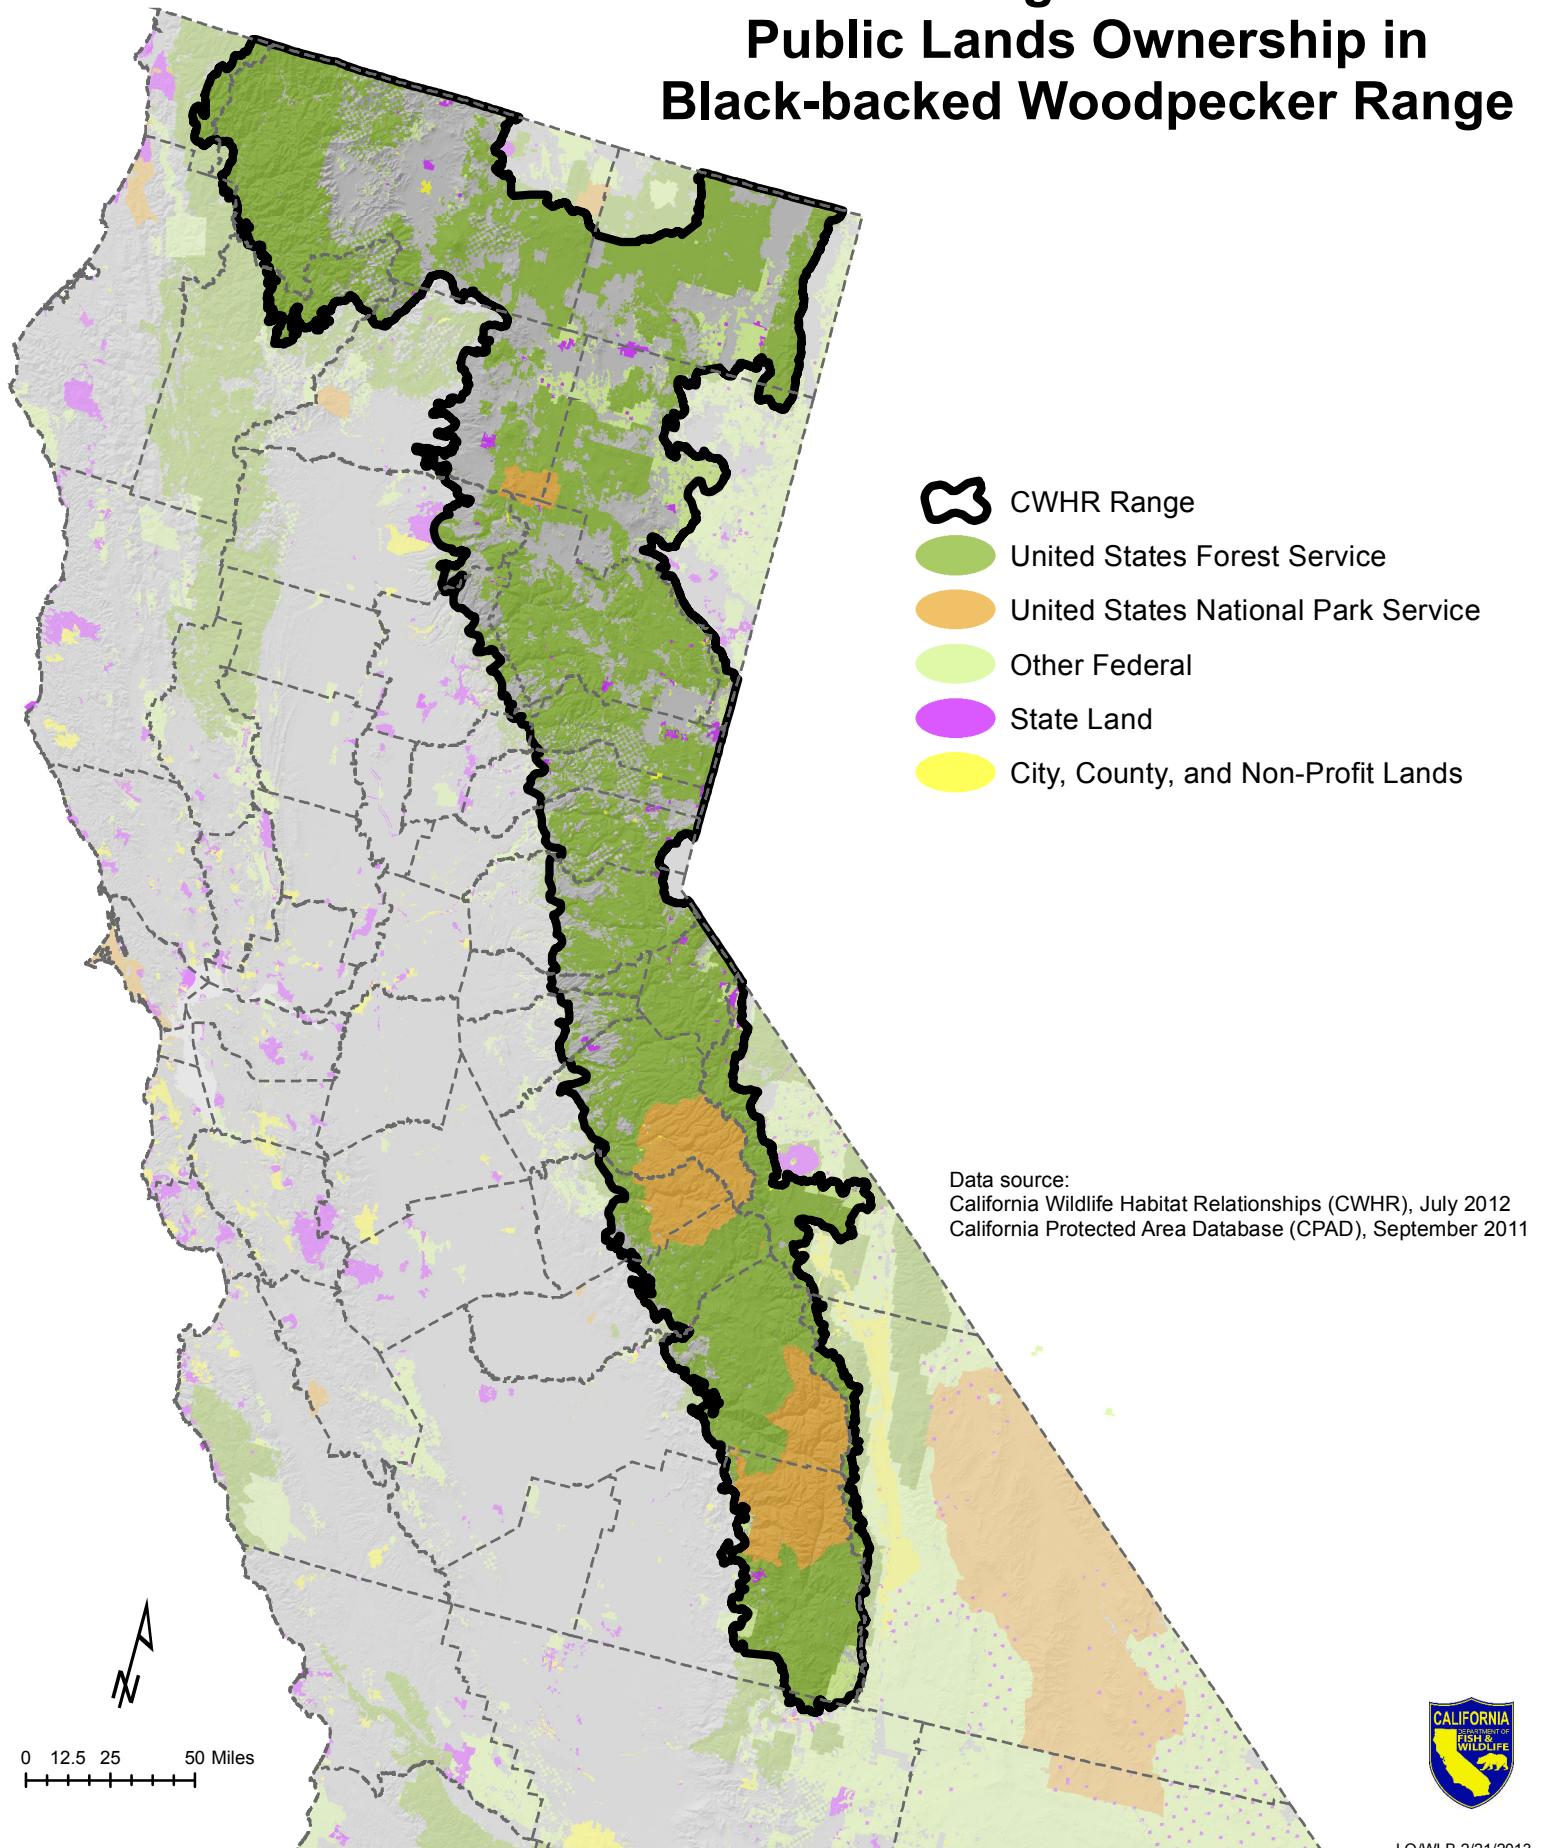 Public Lands Ownership in
Black-backed Woodpecker Range
CWHR Range
United States Forest Service
United States National Park Service
Other Federal
State Land
City, County, and Non-Profit Lands
Data source:
California Wildlife Habitat Relationships (CWHR), July 2012
California Protected Area Database (CPAD), September 2011
N
0 12.5 25 50 Miles
CALIFORNIA
DEPARTMENT OF
FISH &
WILDLIFE